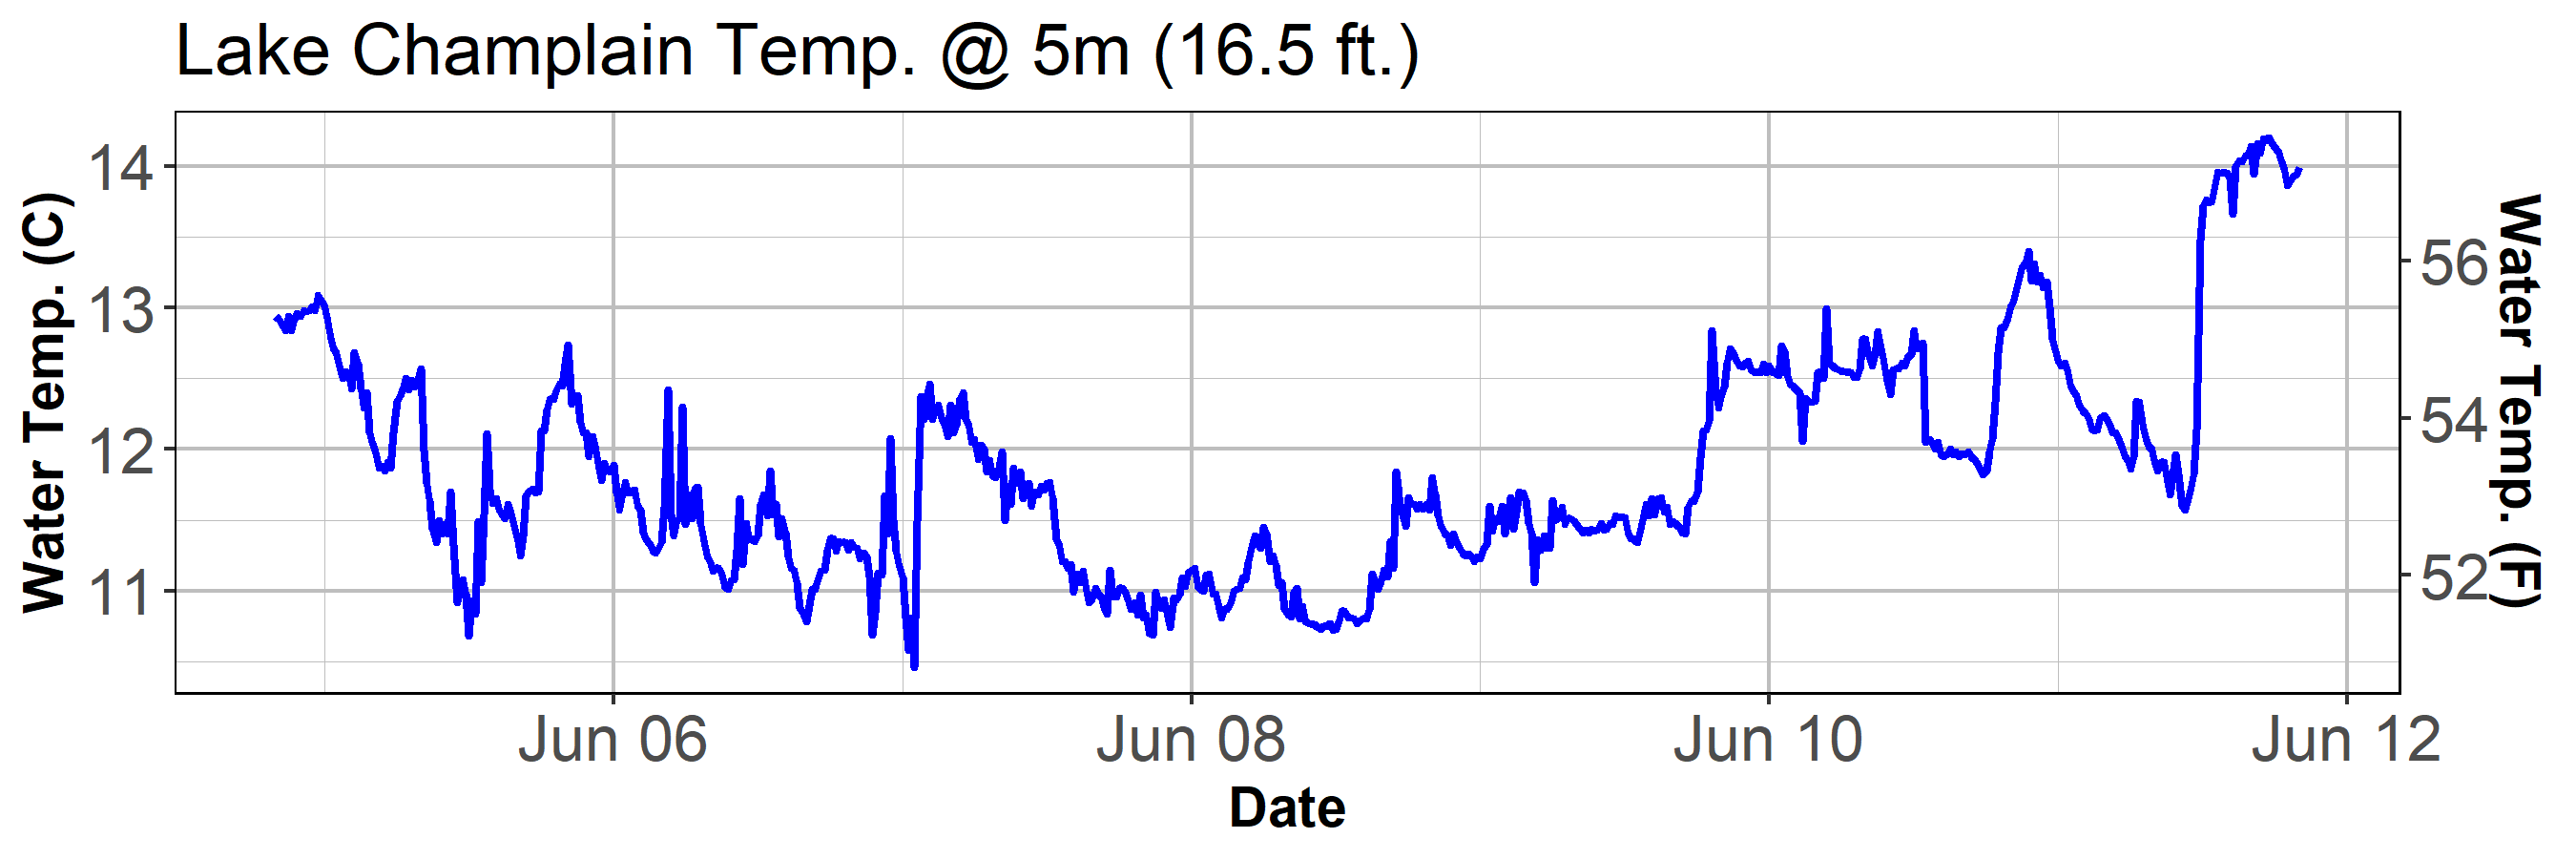 Lake Champlain Temp. @ 5m (16.5 ft.)
Water Temp. (C)
14
13
12
11
56
54
52
Water Temp. (F)
Jun 06
Jun 08
Jun 10
Jun 12
Date